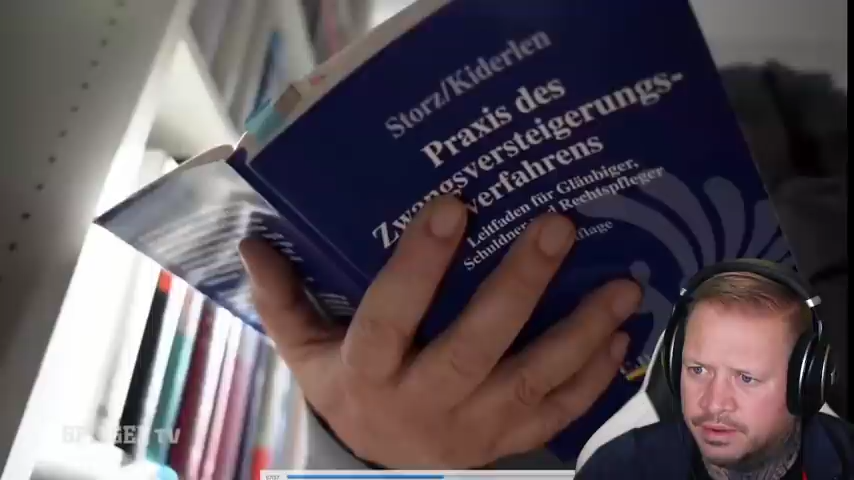 Storz/Kiderlen
Praxis des
Zwangsversteigerungs-
verfahrens
Leitfaden für Gläubiger,
Schuldner und Rechtspfleger
SPIEGEL TV